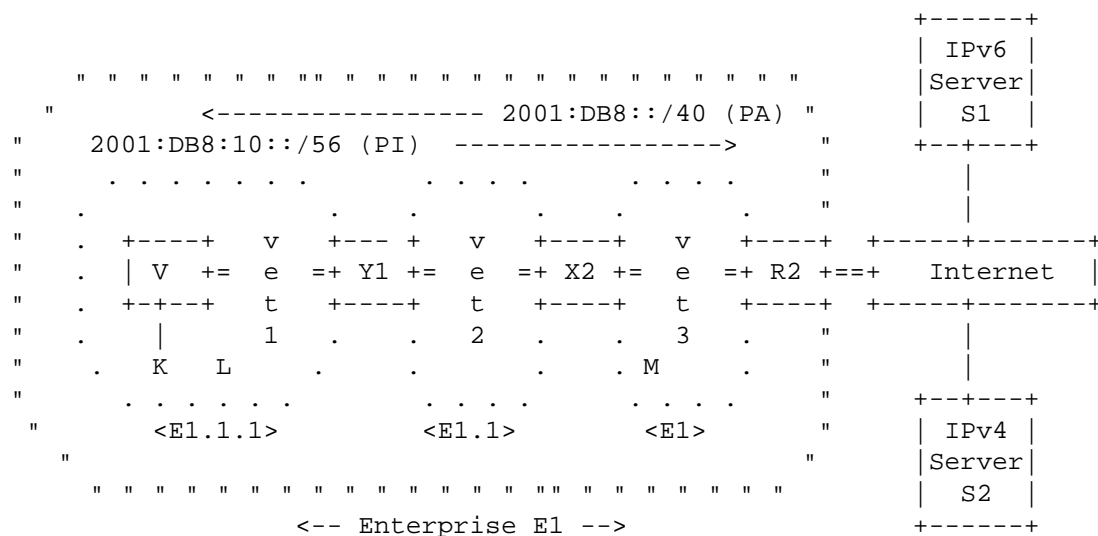 +------+
                                                          | IPv6 |
    " " " " " " " "" " " " " " " " " " " " " " " "        |Server|
  "         <----------------- 2001:DB8::/40 (PA) "       |  S1  |
"    2001:DB8:10::/56 (PI) ----------------->      "     +--+---+
"     . . . . . . .       . . . .      . . . .     "        |
"   .               .    .       .    .       .    "        |
"   .  +----+   v   +--- +   v   +----+   v   +----+  +-----+-------+
"   .  | V  +=  e  =+ Y1 +=  e  =+ X2 +=  e  =+ R2 +==+   Internet  |
"   .  +-+--+   t   +----+   t   +----+   t   +----+  +-----+-------+
"   .    |      1   .    .   2   .    .   3   .    "        |
"    .   K   L     .     .       .    . M     .    "        |
"      . . . . . .        . . . .      . . . .     "     +--+---+
 "       <E1.1.1>         <E1.1>        <E1>       "     | IPv4 |
   "                                              "      |Server|
     " " " " " " " " " " " " " " "" " " " " " " "        |  S2  |
                  <-- Enterprise E1 -->                  +------+